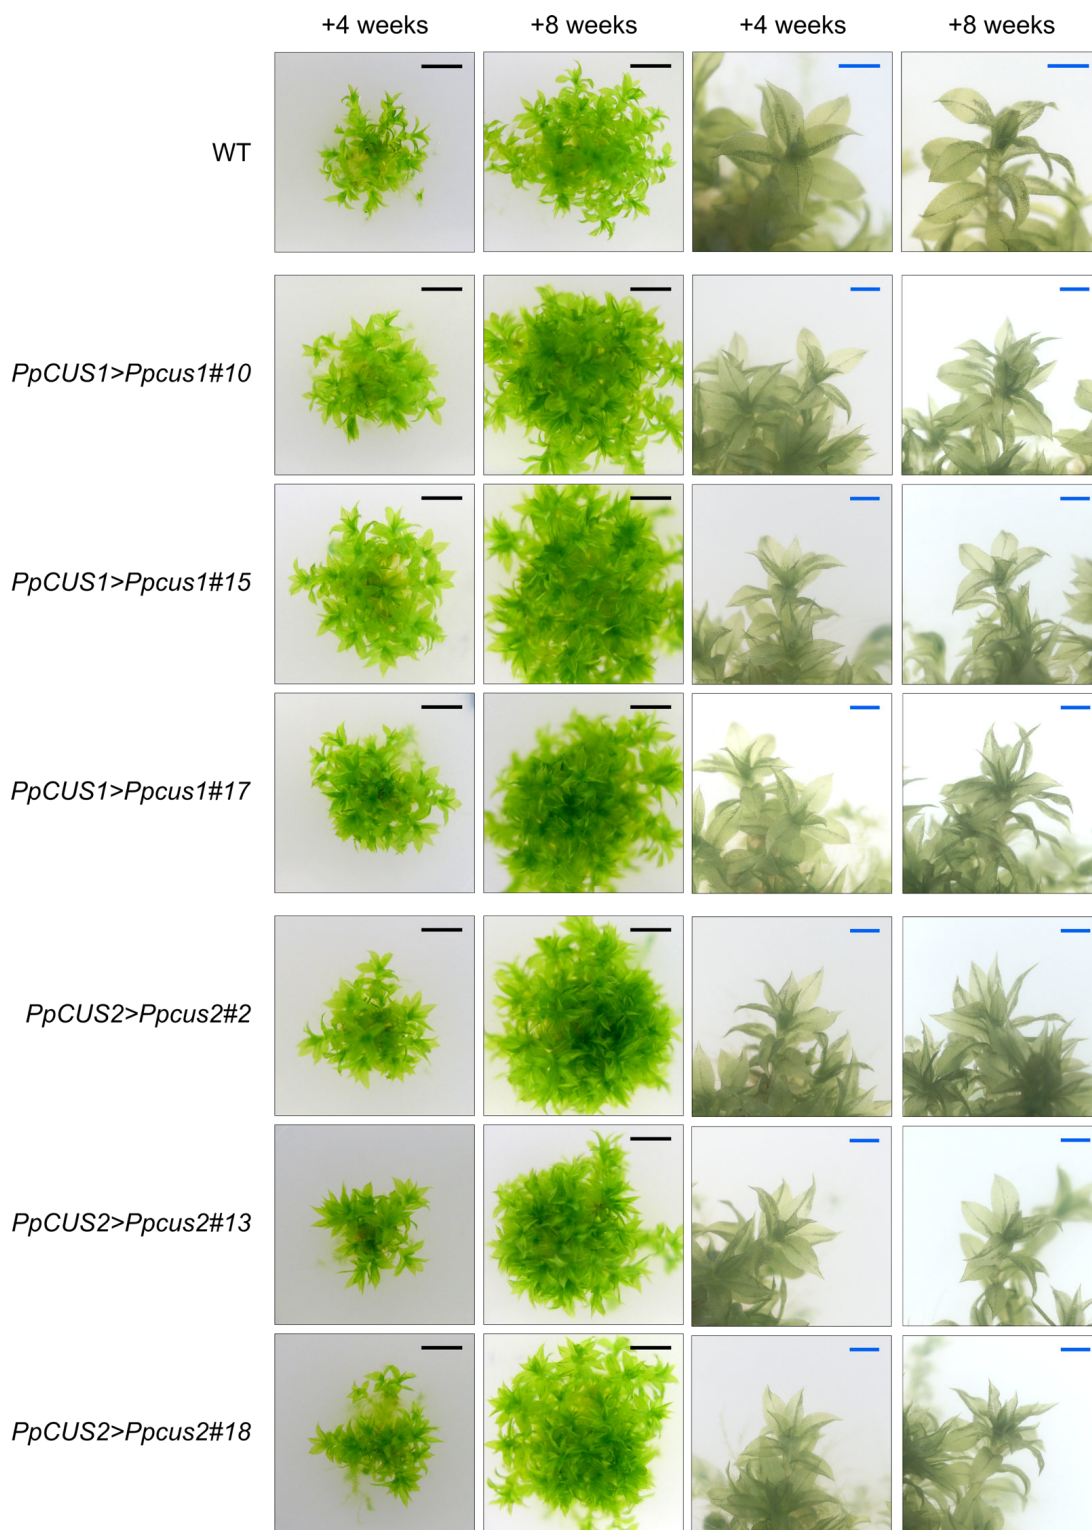 +4 weeks +8 weeks +4 weeks +8 weeks
WT
PpCUS1>Ppcus1#10
PpCUS1>Ppcus1#15
PpCUS1>Ppcus1#17
PpCUS2>Ppcus2#2
PpCUS2>Ppcus2#13
PpCUS2>Ppcus2#18